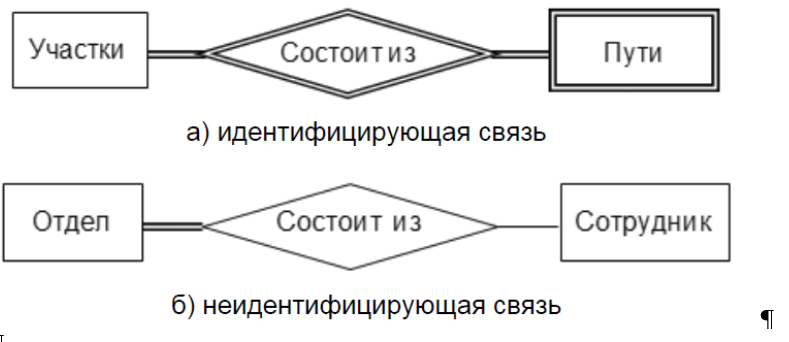 Участки Состоит из Пути
а) идентифицирующая связь
Отдел Состоит из Сотрудник
б) неидентифицирующая связь
¶